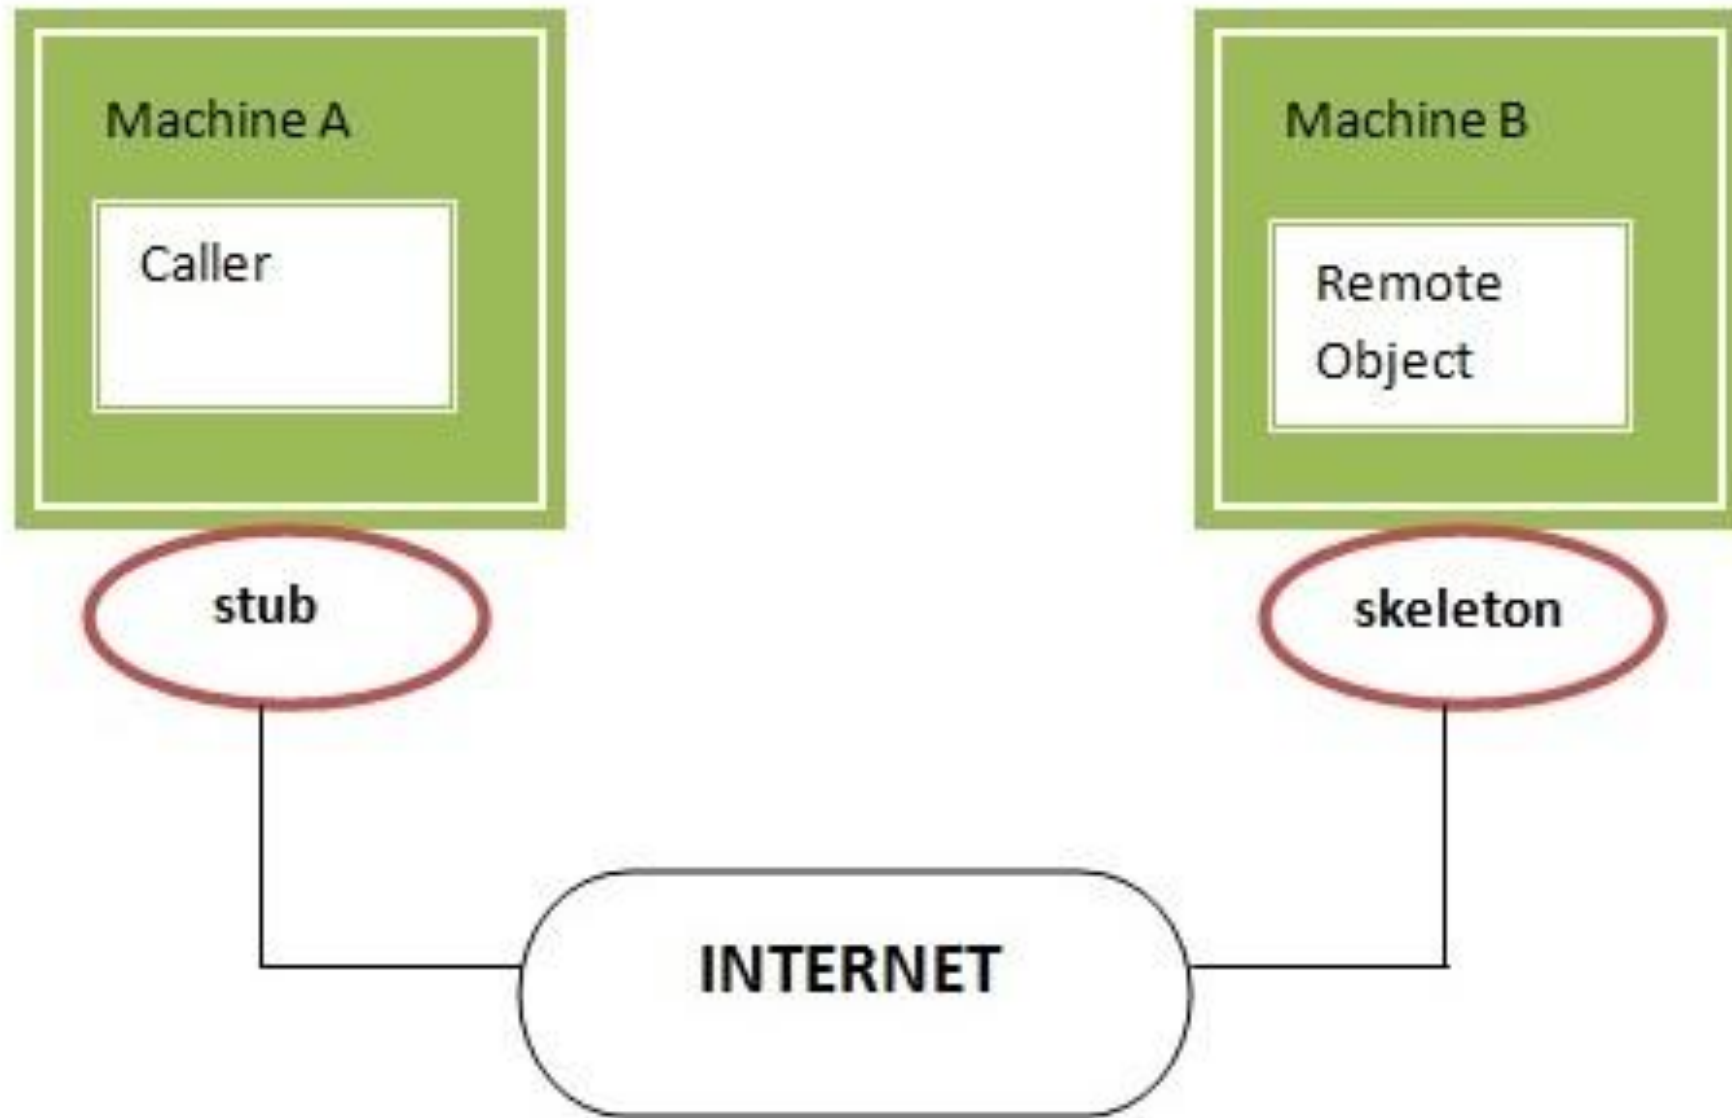 Machine A
Caller
stub
Machine B
Remote
Object
skeleton
INTERNET